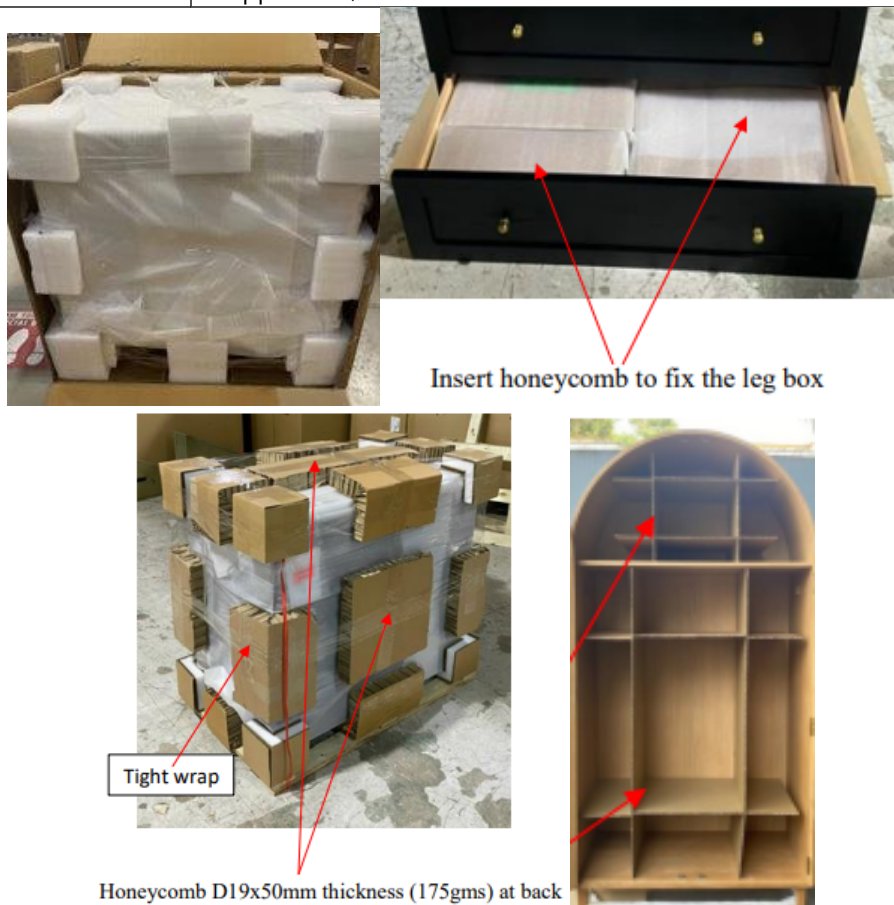 Insert honeycomb to fix the leg box
Tight wrap
Honeycomb D19x50mm thickness (175gms) at back